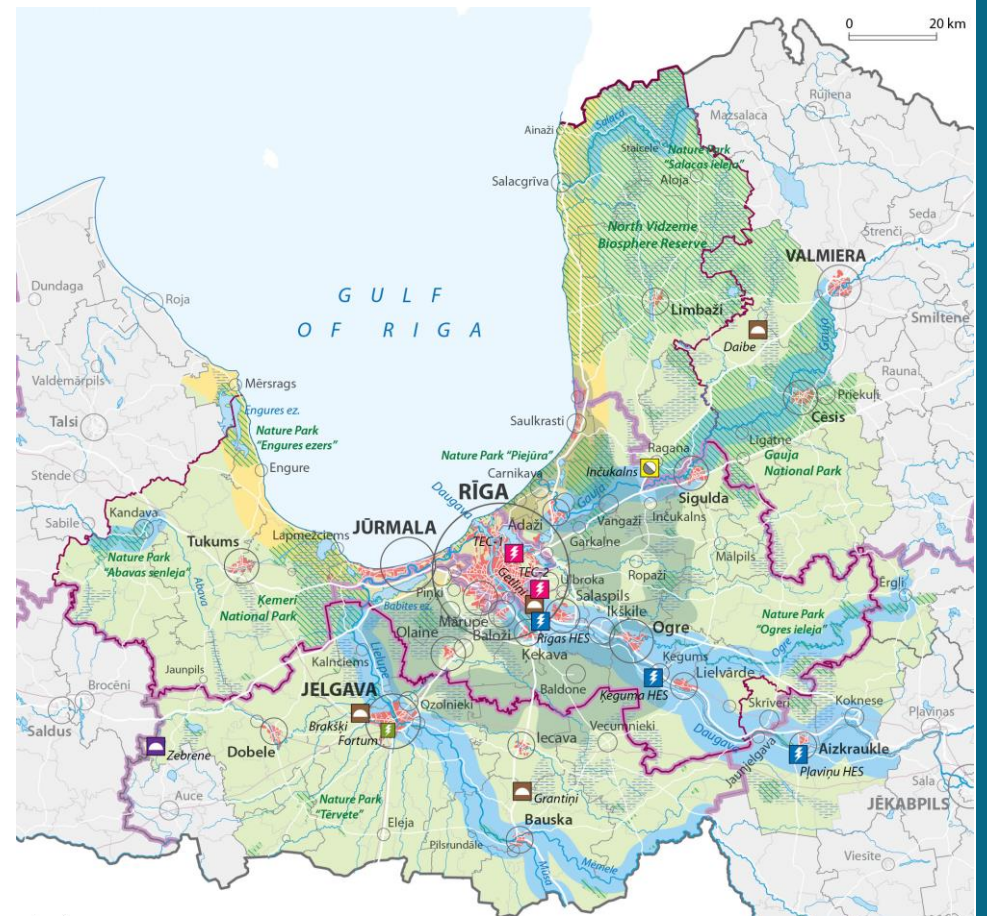 0 20 km
Rūjiena
Mazsalaca
Ainaži
Salaca
Staicele
Nature Park
"Salacas ieleja"
Aloja
Salacgrīva
Seda
Strenči
North Vidzeme
Biosphere Reserve
VALMIERA
Dundaga
Roja
GULF
OF RIGA
Limbaži
Smiltene
Gauja
Daibe
Rauna
Valdemārpils
Mērsrags
Priekuļi
Cēsis
Talsi
Engures ez.
Nature Park
"Engures ezers"
Saulkrasti
Līgatne
Gauja
National Park
Ragana
Nature Park "Piejūra"
Inčukalns
Engure
Stende
Carnikava
Sigulda
RĪGA
Daugava
Gauja
Kandava
Sabile
Inčukalns
Vangaži
Ādaži
JŪRMALA
Lapmežciems
Tukums
TEC-1
Garkalne
Mālpils
Nature Park
"Abavas senleja"
Ropaži
TEC-2
Ērgļi
Abava
Getliņi
Ulbroka
Piņķi
Salaspils
Ķemeri
National Park
Babītes ez.
Ikšķile
Nature Park
"Ogres ieleja"
Mārupe
Rīgas HES
Ogre
Olaine
Baloži
Ogre
Lielupe
Ķekava
Kalnciems
Jaunpils
Ķegums
Lielvārde
Baldone
Ķeguma HES
Brocēni
JELGAVA
Koknese
Ozolnieki
Skrīveri
Pļaviņas
Vecumnieki
Saldus
Brakšķi
Daugava
Fortum
Iecava
Zebrene
Dobele
Aizkraukle
Jaunjelgava
Pļaviņu HES
Sala
Auce
Grantiņi
JĒKABPILS
Nature Park
"Tērvete"
Eleja
Bauska
Pilsrundāle
Viesīte
Mēmele
Mūsa